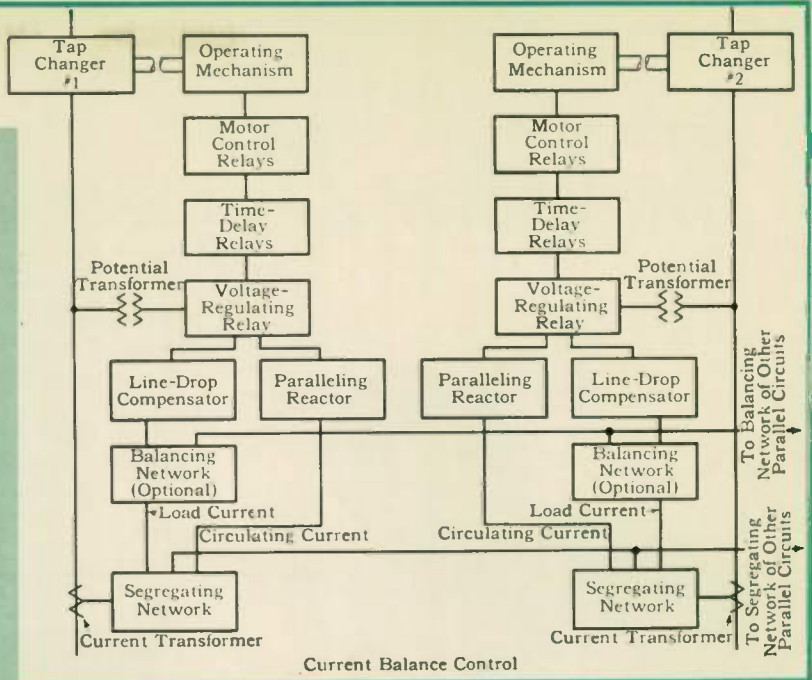 Tap
Changer
#1
Operating
Mechanism
Operating
Mechanism
Tap
Changer
#2
Motor
Control
Relays
Motor
Control
Relays
Time-
Delay
Relays
Time-
Delay
Relays
Potential
Transformer
Voltage-
Regulating
Relay
Voltage-
Regulating
Relay
Potential
Transformer
Line-Drop
Compensator
Paralleling
Reactor
Paralleling
Reactor
Line-Drop
Compensator
To Balancing
Network of Other
Parallel Circuits
Balancing
Network
(Optional)
Balancing
Network
(Optional)
Load Current
Circulating Current
Circulating Current
Load Current
Segregating
Network
Segregating
Network
To Segregating
Network of Other
Parallel Circuits
Current Transformer
Current Transformer
Current Balance Control